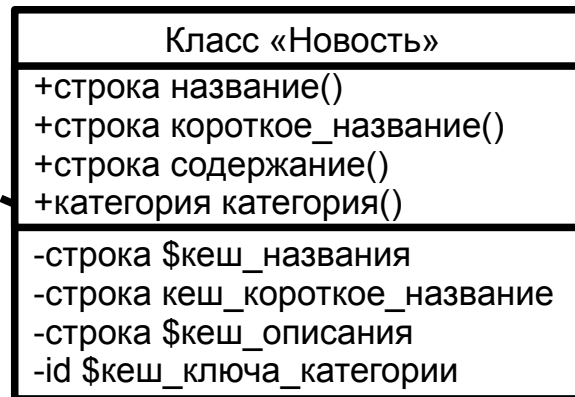 Класс «Новость»
+строка название()
+строка короткое_название()
+строка содержание()
+категория категория()
-строка $кеш_названия
-строка кеш_короткое_название
-строка $кеш_описания
-id $кеш_ключа_категории